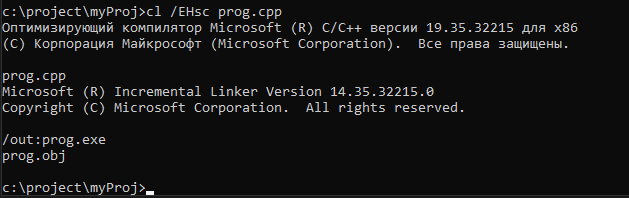 c:\project\myProj>cl /EHsc prog.cpp
Оптимизирующий компилятор Microsoft (R) C/C++ версии 19.35.32215 для x86
(C) Корпорация Майкрософт (Microsoft Corporation).  Все права защищены.
prog.cpp
Microsoft (R) Incremental Linker Version 14.35.32215.0
Copyright (C) Microsoft Corporation.  All rights reserved.
/out:prog.exe
prog.obj
c:\project\myProj>